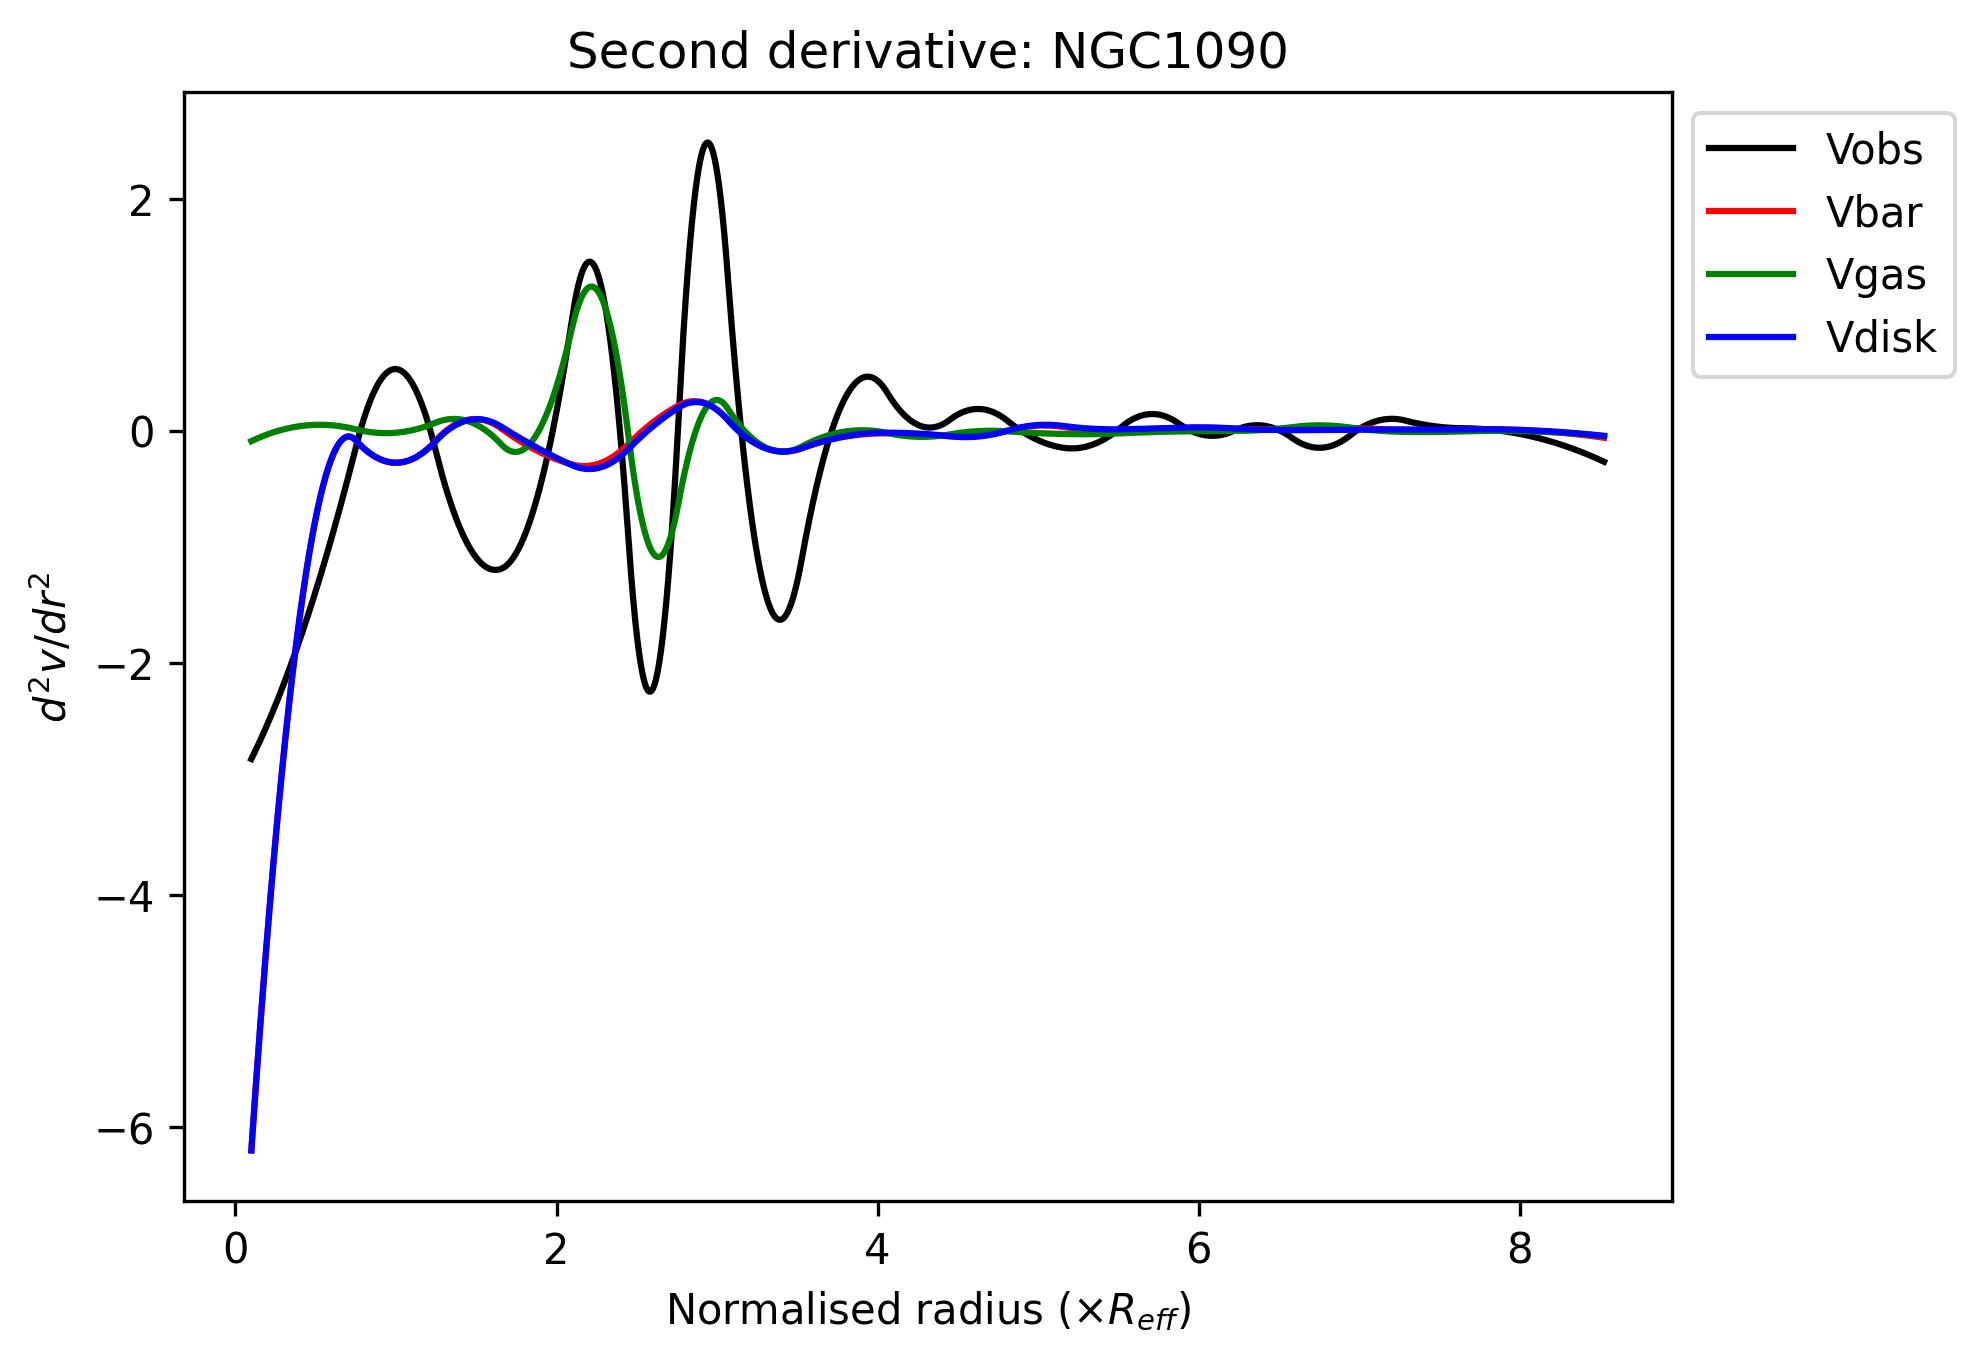 Second derivative: NGC1090
Vobs
Vbar
Vgas
Vdisk
2
0
−2
−4
−6
d²v/dr²
0 2 4 6 8
Normalised radius (×R_eff)